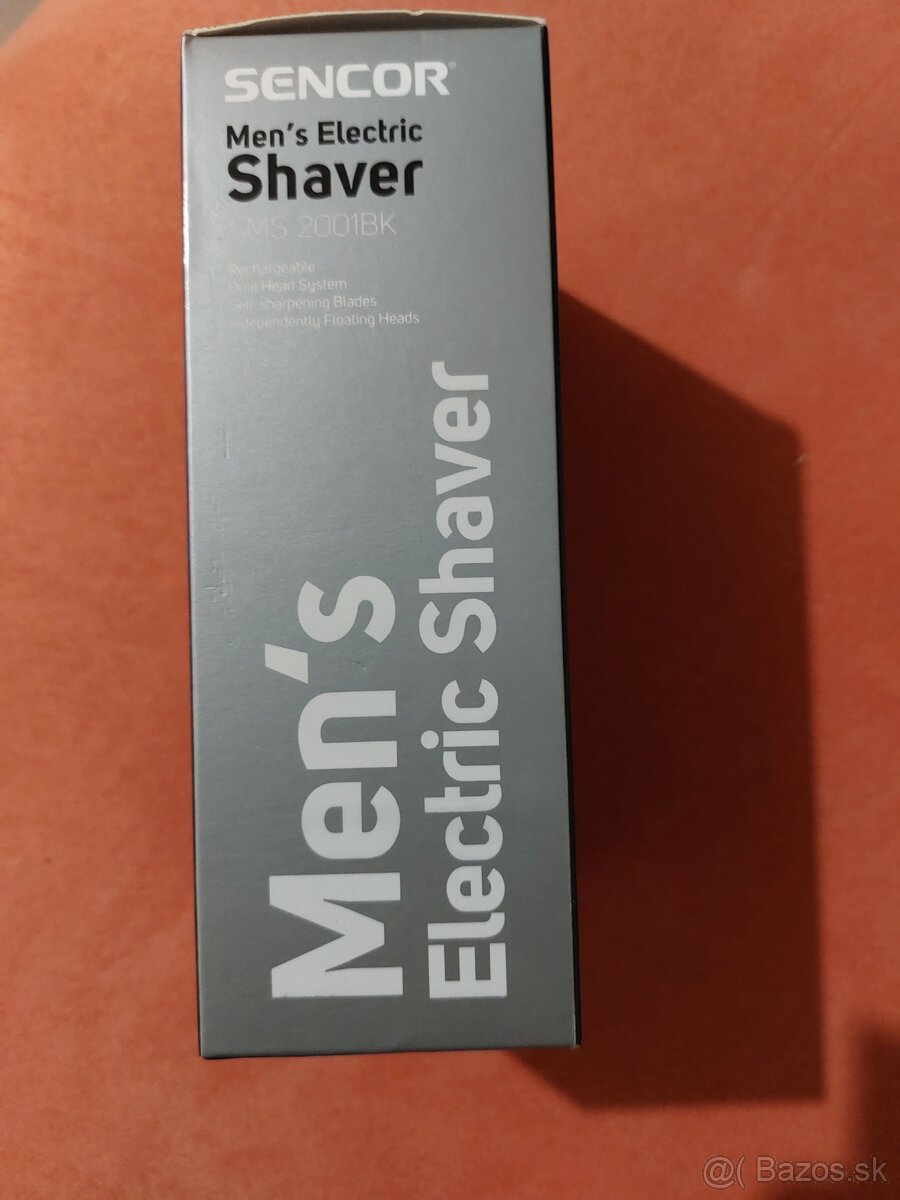 SENCOR®
Men's Electric
Shaver
SMS 2001BK
Rechargeable
Dual Head System
Self-sharpening Blades
Independently Floating Heads
Men's
Electric Shaver
@( Bazos.sk